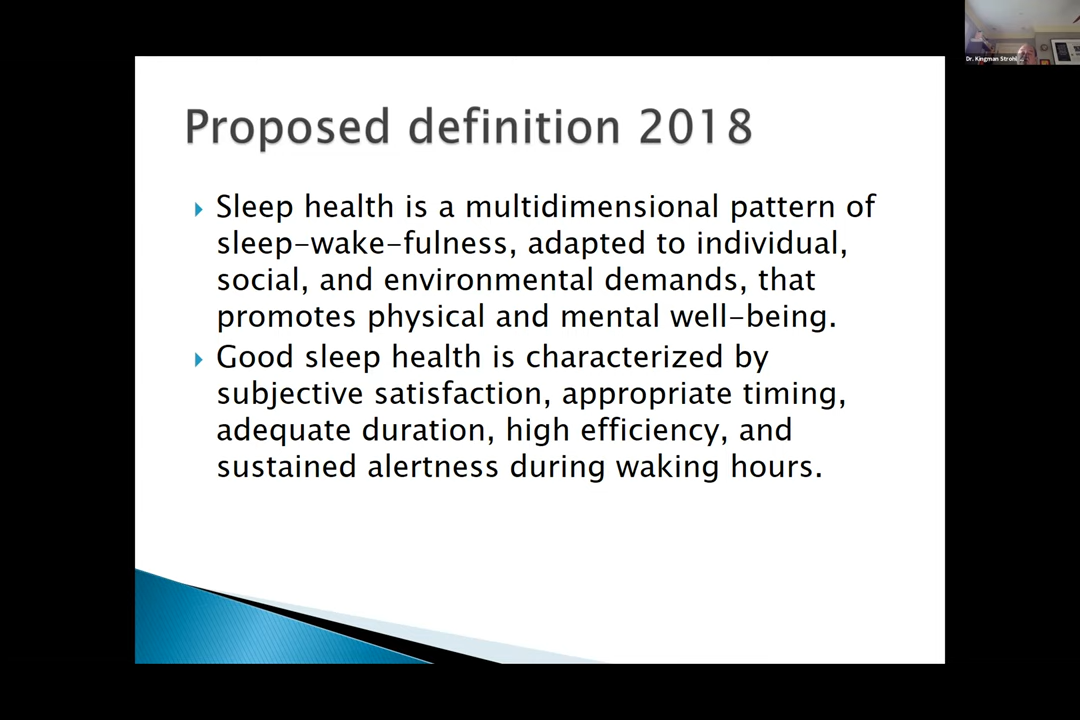 Dr. Kingman Strohl
Proposed definition 2018
Sleep health is a multidimensional pattern of
sleep-wake-fulness, adapted to individual,
social, and environmental demands, that
promotes physical and mental well-being.
Good sleep health is characterized by
subjective satisfaction, appropriate timing,
adequate duration, high efficiency, and
sustained alertness during waking hours.